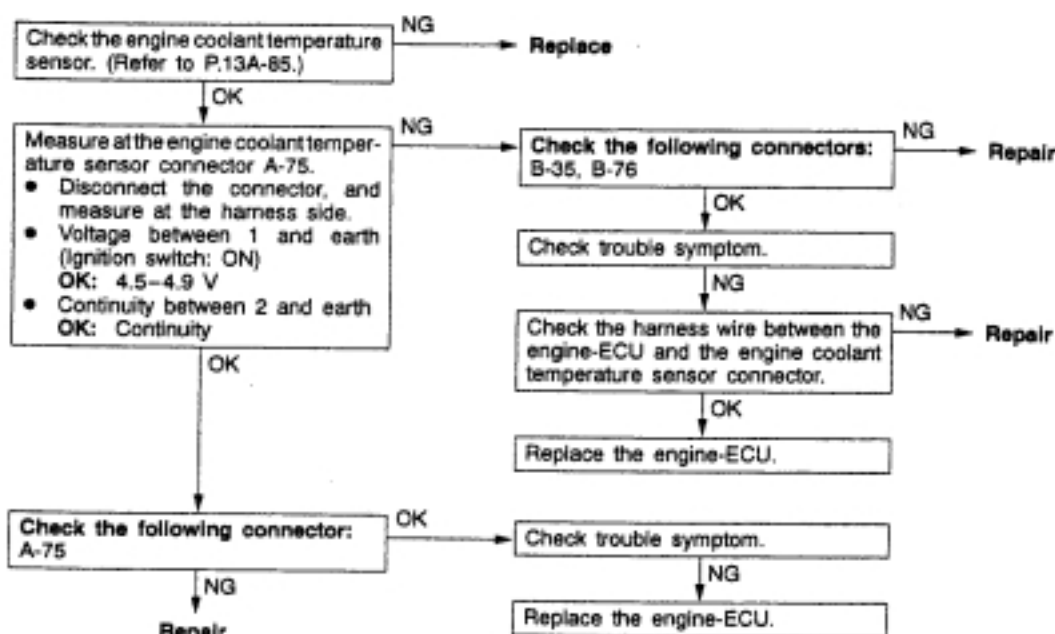 Check the engine coolant temperature
sensor. (Refer to P.13A-85.)
NG
Replace
OK
Measure at the engine coolant temper-
ature sensor connector A-75.
● Disconnect the connector, and
measure at the harness side.
● Voltage between 1 and earth
(Ignition switch: ON)
OK: 4.5–4.9 V
● Continuity between 2 and earth
OK: Continuity
NG
Check the following connectors:
B-35, B-76
NG
Repair
OK
Check trouble symptom.
NG
Check the harness wire between the
engine-ECU and the engine coolant
temperature sensor connector.
NG
Repair
OK
Replace the engine-ECU.
OK
Check the following connector:
A-75
OK
Check trouble symptom.
NG
Replace the engine-ECU.
NG
Repair